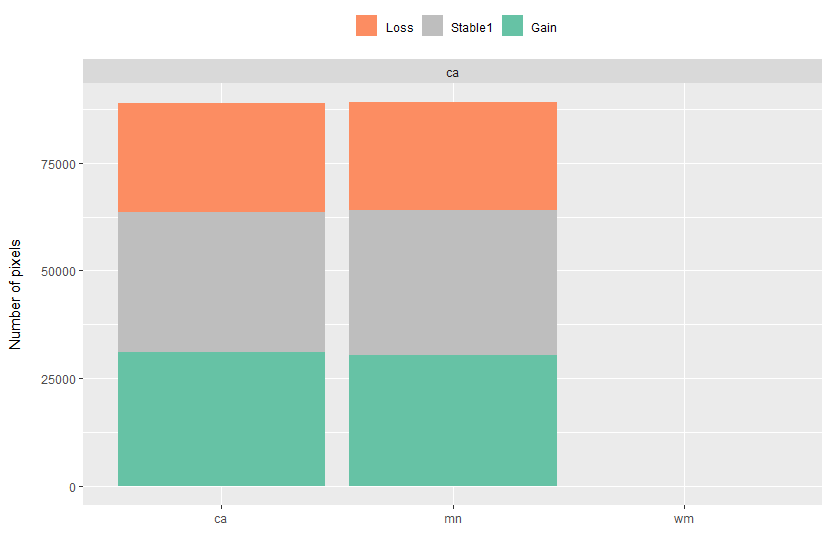 Loss Stable1 Gain
ca
Number of pixels
75000
50000
25000
0
ca mn wm